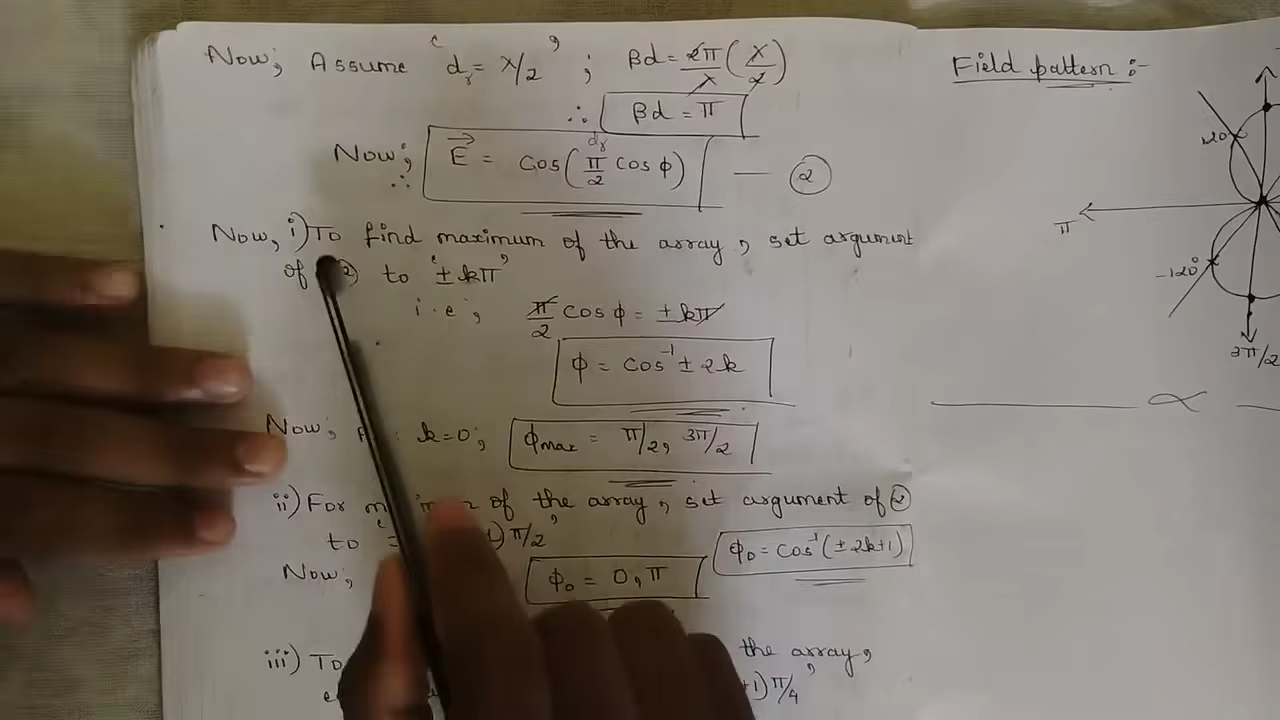 Now; Assume 'dᵣ = λ/2' ; βd = 2π/λ (λ/2)
∴ βd = π
Now; ∴ E⃗ = Cos(π/2 cos φ) — ②
dᵣ
Now, i) To find maximum of the array, set argument
of ② to '± kπ'
i.e; π/2 cos φ = ± kπ
φ = cos⁻¹ ± 2k
Now; k=0; φmax = π/2, 3π/2
ii) For of the array, set argument of ②
to π/2'
φ₀ = cos⁻¹(± 2k+1)
Now; φ₀ = 0, π
iii) To the array,
+1) π/4'
Field pattern :-
120°
π
-120°
3π/2